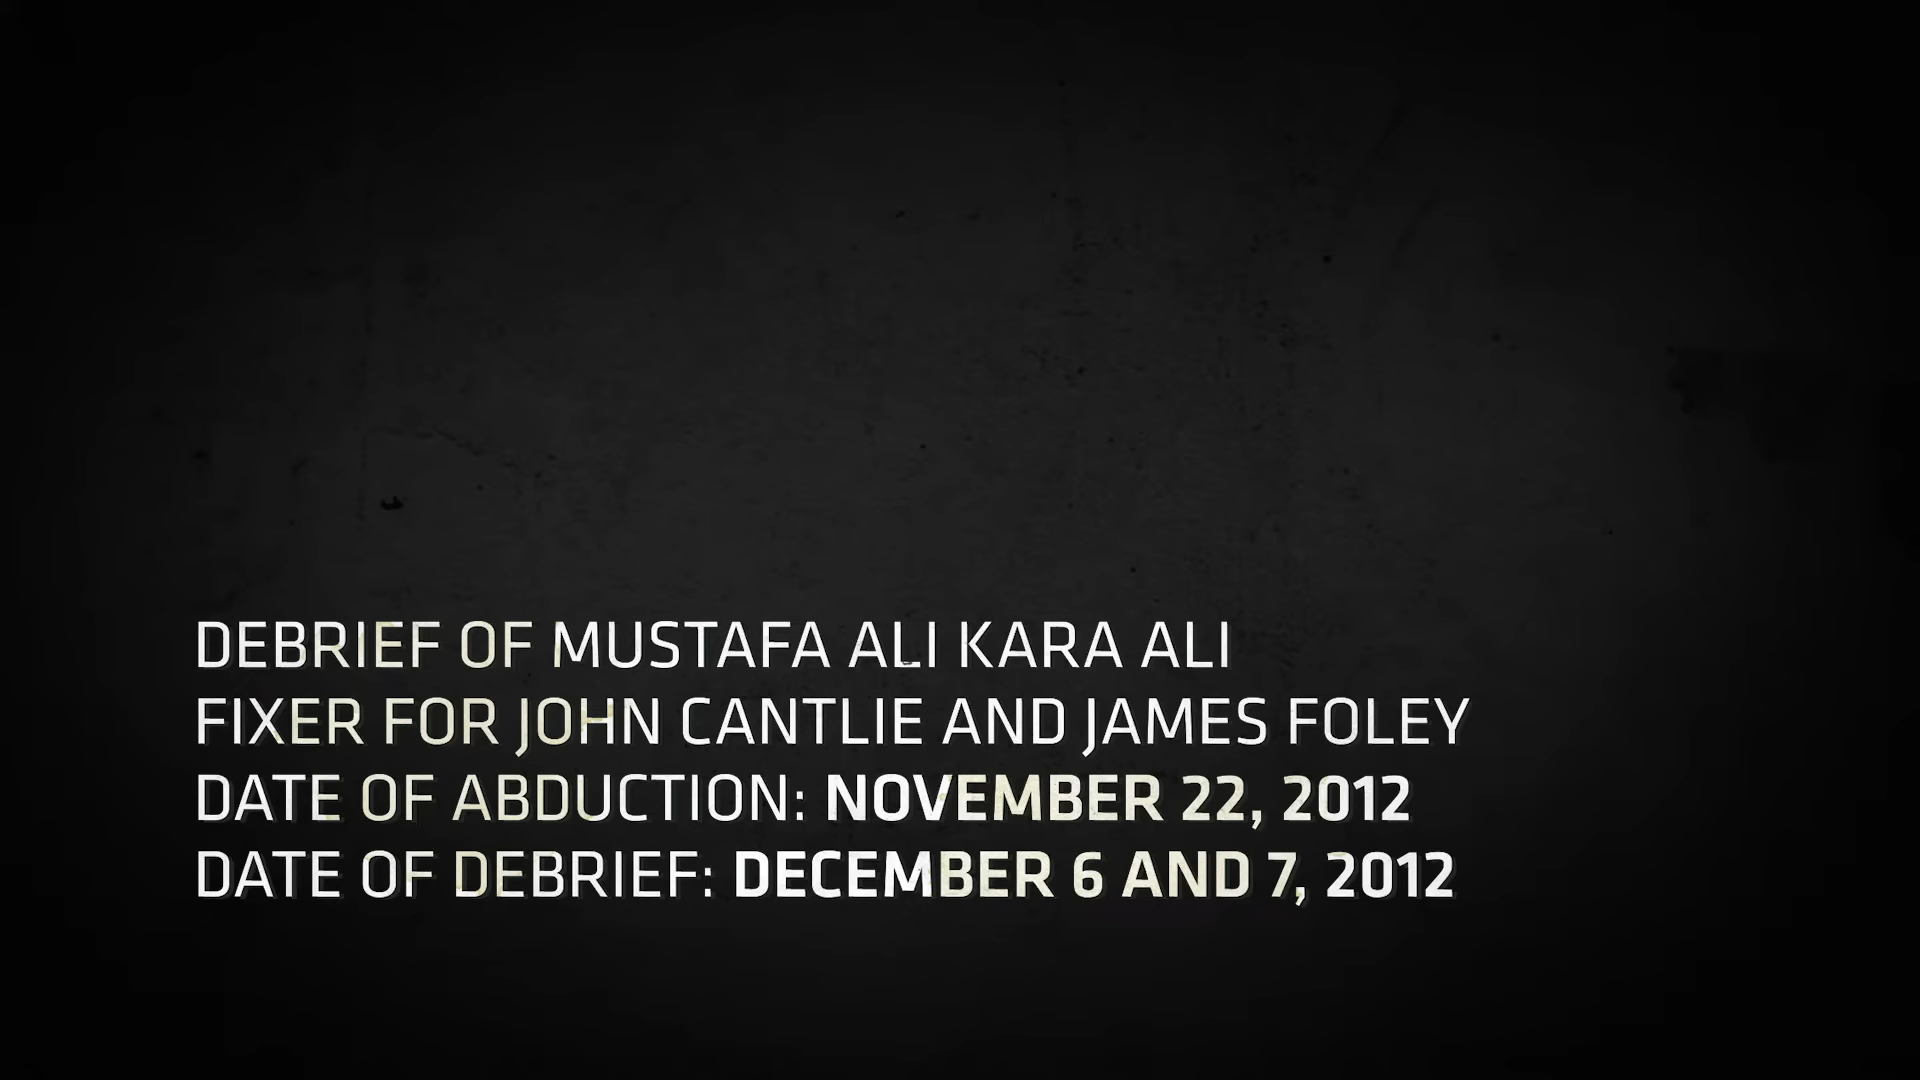 DEBRIEF OF MUSTAFA ALI KARA ALI
FIXER FOR JOHN CANTLIE AND JAMES FOLEY
DATE OF ABDUCTION: NOVEMBER 22, 2012
DATE OF DEBRIEF: DECEMBER 6 AND 7, 2012